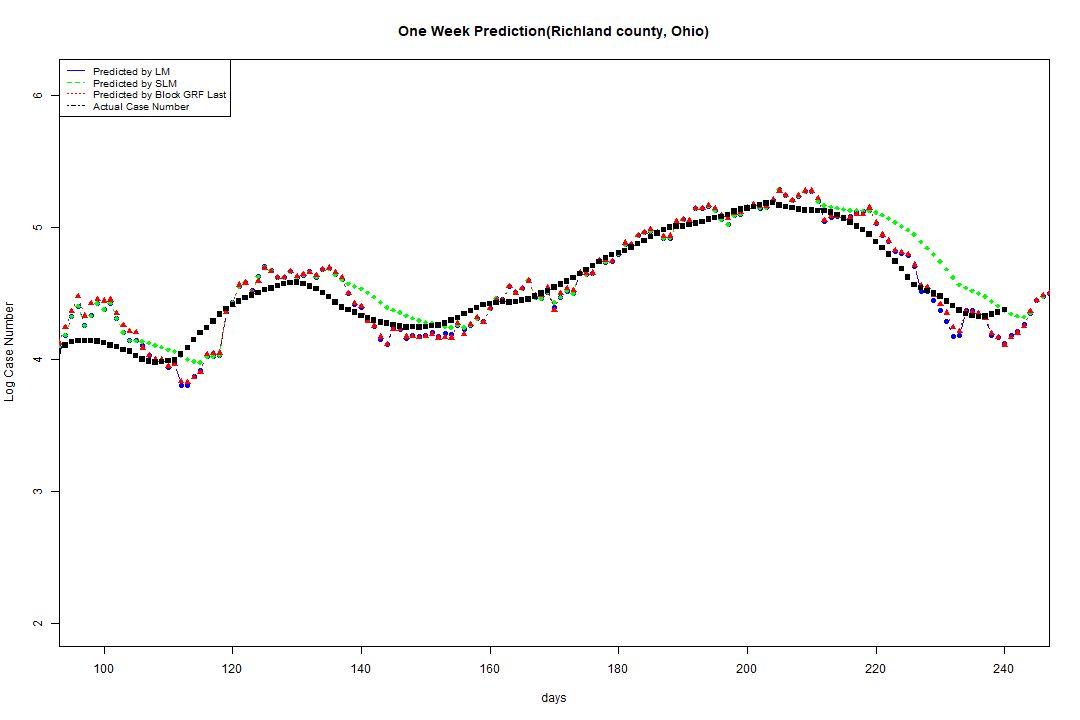 One Week Prediction(Richland county, Ohio)
Predicted by LM
Predicted by SLM
Predicted by Block GRF Last
Actual Case Number
6
5
4
3
2
Log Case Number
100 120 140 160 180 200 220 240
days